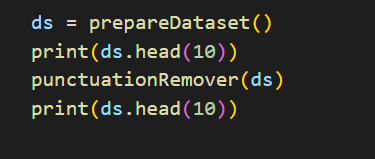 ds = prepareDataset()
print(ds.head(10))
punctuationRemover(ds)
print(ds.head(10))